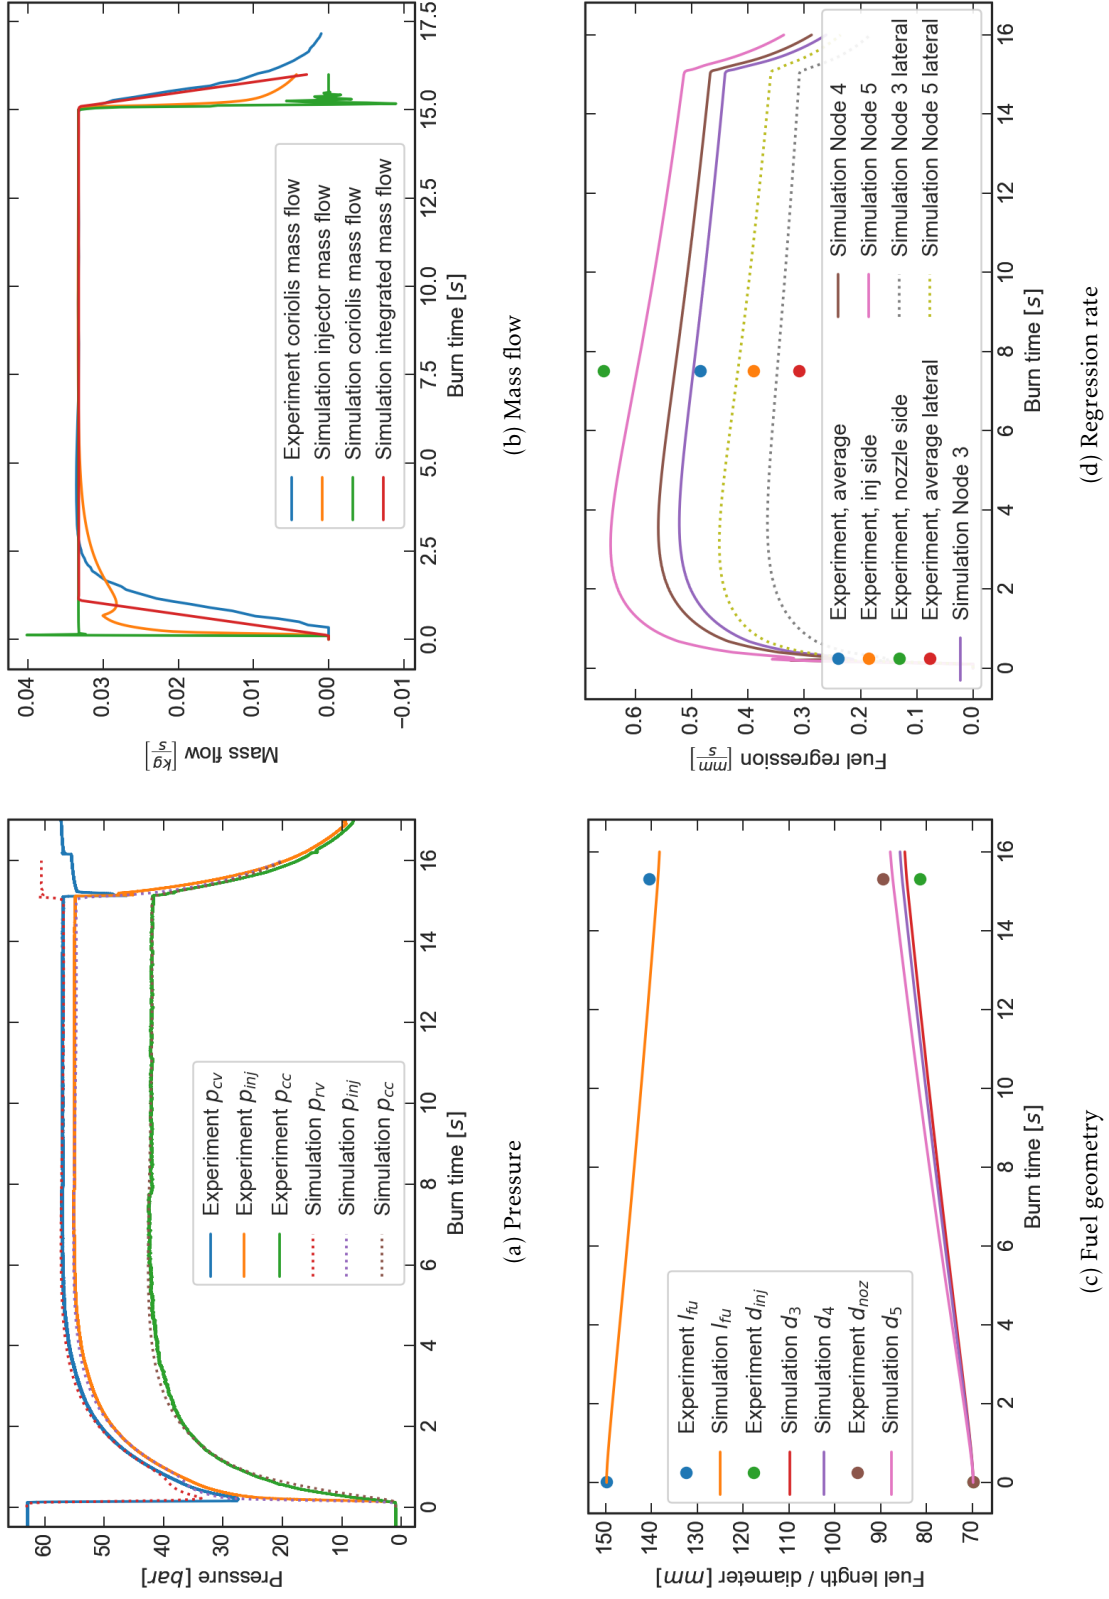 60
50
40
30
20
10
0
Pressure [bar]
0
2
4
6
8
10
12
14
16
Burn time [s]
Experiment p_cv
Experiment p_inj
Experiment p_cc
Simulation p_rv
Simulation p_inj
Simulation p_cc
(a) Pressure
0.04
0.03
0.02
0.01
0.00
−0.01
Mass flow [kg/s]
0.0
2.5
5.0
7.5
10.0
12.5
15.0
17.5
Burn time [s]
Experiment coriolis mass flow
Simulation injector mass flow
Simulation coriolis mass flow
Simulation integrated mass flow
(b) Mass flow
150
140
130
120
110
100
90
80
70
Fuel length / diameter [mm]
0
2
4
6
8
10
12
14
16
Burn time [s]
Experiment l_fu
Simulation l_fu
Experiment d_inj
Simulation d_3
Simulation d_4
Experiment d_noz
Simulation d_5
(c) Fuel geometry
0.6
0.5
0.4
0.3
0.2
0.1
0.0
Fuel regression [mm/s]
0
2
4
6
8
10
12
14
16
Burn time [s]
Experiment, average
Experiment, inj side
Experiment, nozzle side
Experiment, average lateral
Simulation Node 3
Simulation Node 4
Simulation Node 5
Simulation Node 3 lateral
Simulation Node 5 lateral
(d) Regression rate